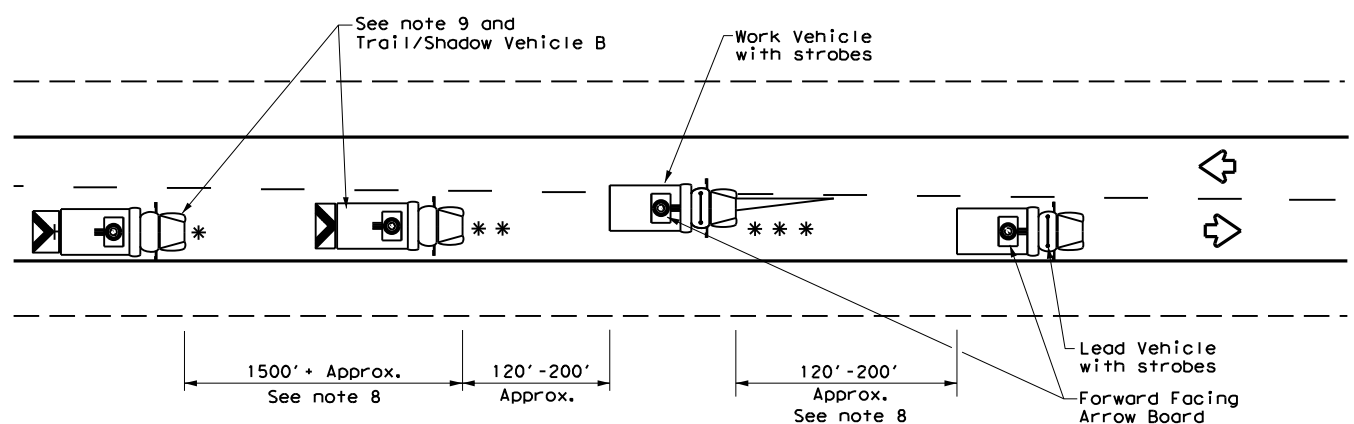 See note 9 and
Trail/Shadow Vehicle B
Work Vehicle
with strobes
*
* *
* * *
1500'+ Approx.
See note 8
120'-200'
Approx.
120'-200'
Approx.
See note 8
Lead Vehicle
with strobes
Forward Facing
Arrow Board